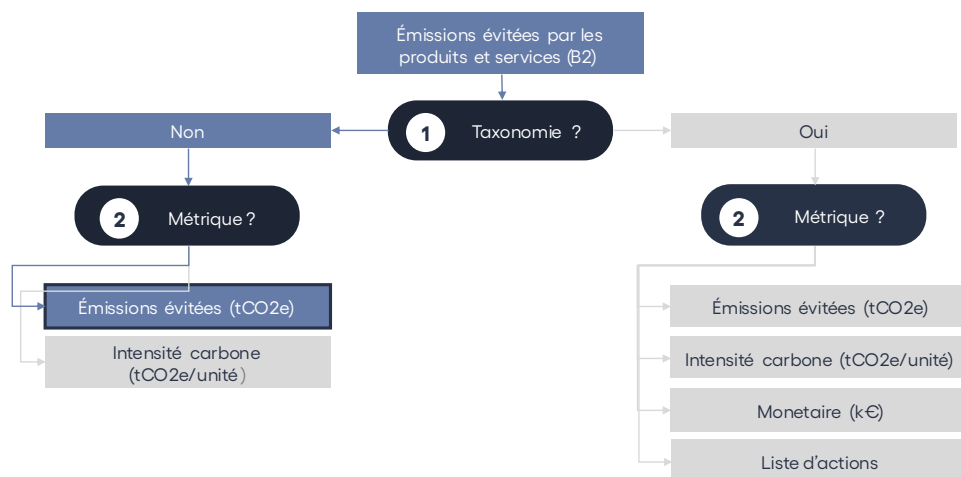 Émissions évitées par les
produits et services (B2)
Non
1 Taxonomie ?
Oui
2 Métrique ?
2 Métrique ?
Émissions évitées (tCO2e)
Intensité carbone
(tCO2e/unité)
Émissions évitées (tCO2e)
Intensité carbone (tCO2e/unité)
Monetaire (k€)
Liste d'actions